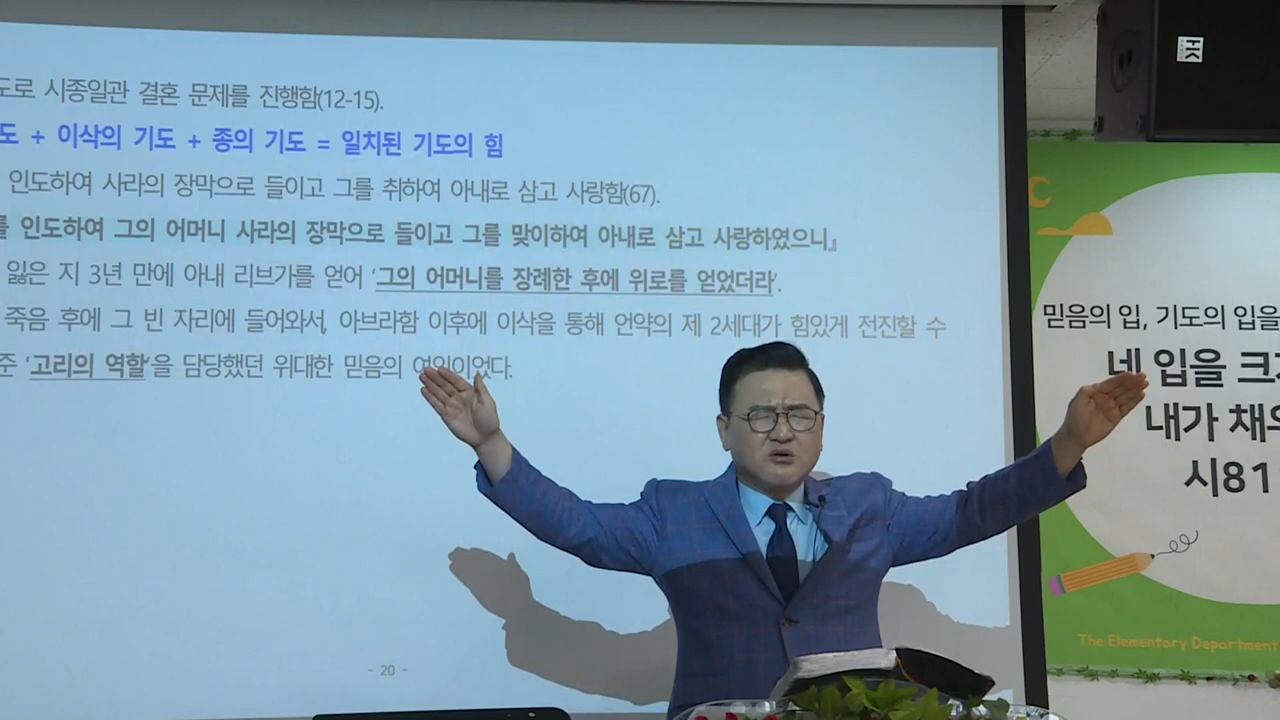 도로 시종일관 결혼 문제를 진행함(12-15).
도 + 이삭의 기도 + 종의 기도 = 일치된 기도의 힘
인도하여 사라의 장막으로 들이고 그를 취하여 아내로 삼고 사랑함(67).
를 인도하여 그의 어머니 사라의 장막으로 들이고 그를 맞이하여 아내로 삼고 사랑하였으니』
잃은 지 3년 만에 아내 리브가를 얻어 '그의 어머니를 장례한 후에 위로를 얻었더라'.
죽음 후에 그 빈 자리에 들어와서, 아브라함 이후에 이삭을 통해 언약의 제 2세대가 힘있게 전진할 수
준 '고리의 역할'을 담당했던 위대한 믿음의 여인이었다.
- 20 -
믿음의 입, 기도의 입을
네 입을 크
내가 채
시81
The Elementary Department